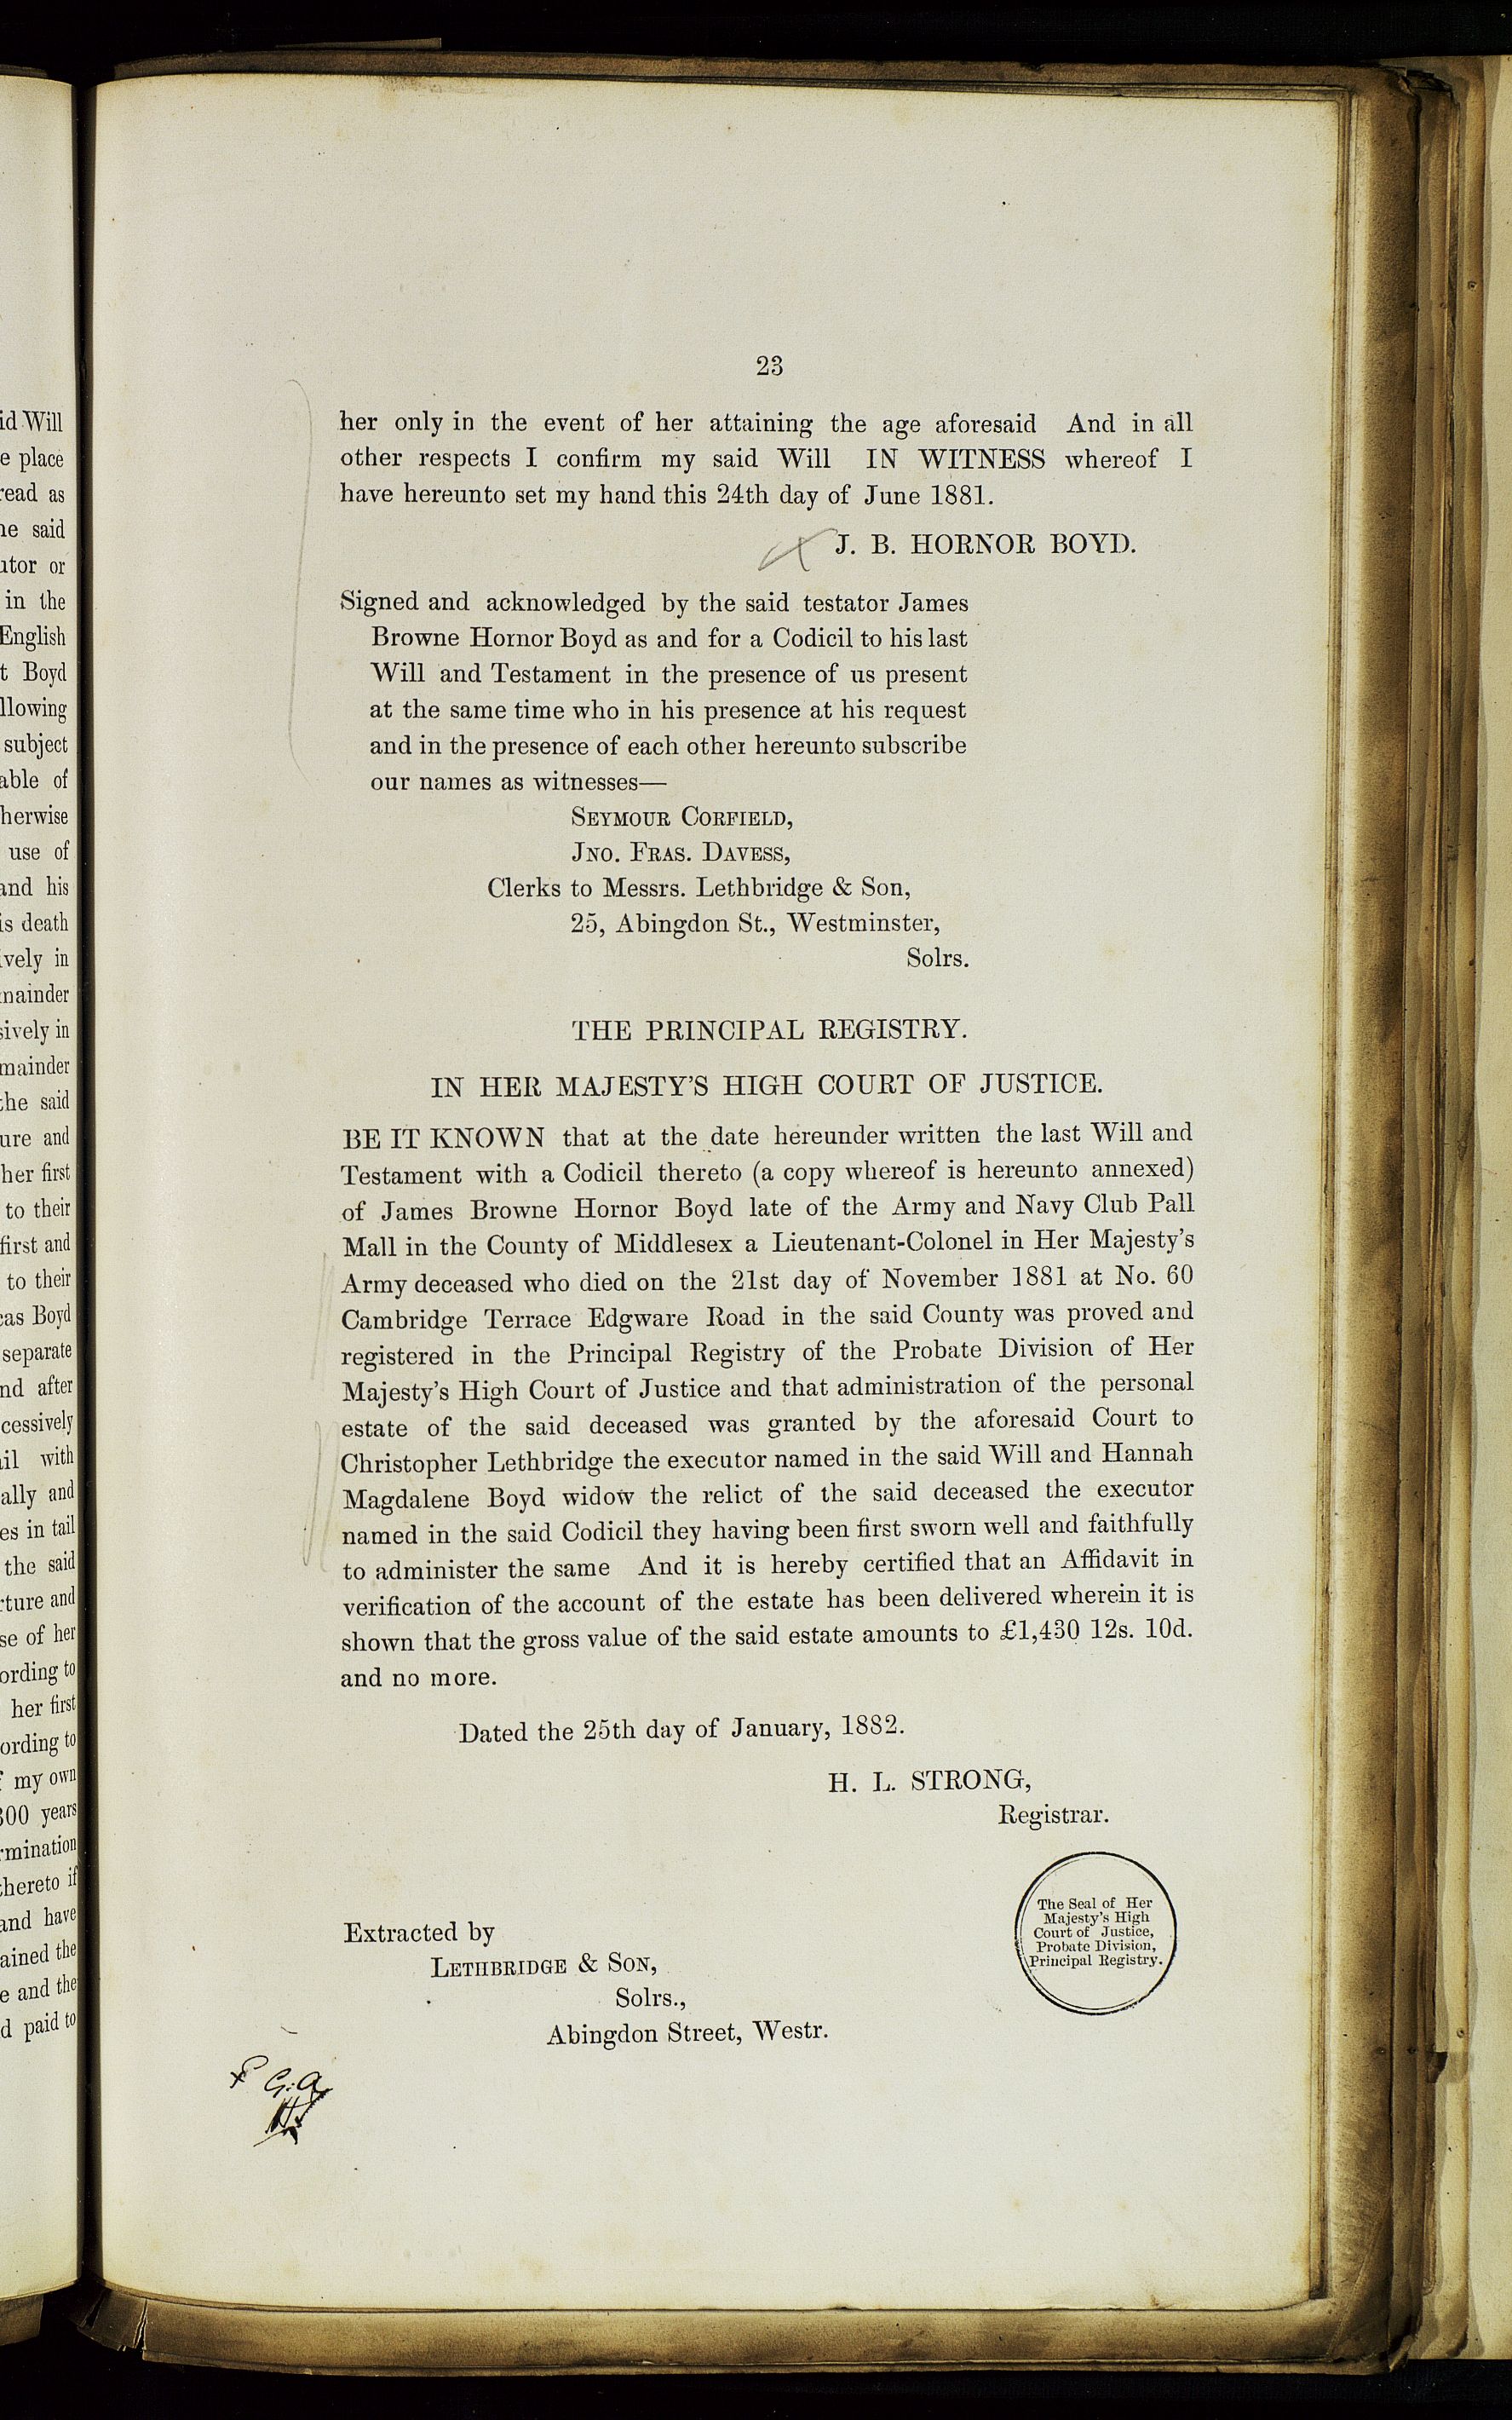 23
her only in the event of her attaining the age aforesaid And in all
other respects I confirm my said Will IN WITNESS whereof I
have hereunto set my hand this 24th day of June 1881.
J. B. HORNOR BOYD.
Signed and acknowledged by the said testator James
Browne Hornor Boyd as and for a Codicil to his last
Will and Testament in the presence of us present
at the same time who in his presence at his request
and in the presence of each other hereunto subscribe
our names as witnesses—
SEYMOUR CORFIELD,
JNO. FRAS. DAVESS,
Clerks to Messrs. Lethbridge & Son,
25, Abingdon St., Westminster,
Solrs.
THE PRINCIPAL REGISTRY.
IN HER MAJESTY'S HIGH COURT OF JUSTICE.
BE IT KNOWN that at the date hereunder written the last Will and
Testament with a Codicil thereto (a copy whereof is hereunto annexed)
of James Browne Hornor Boyd late of the Army and Navy Club Pall
Mall in the County of Middlesex a Lieutenant-Colonel in Her Majesty's
Army deceased who died on the 21st day of November 1881 at No. 60
Cambridge Terrace Edgware Road in the said County was proved and
registered in the Principal Registry of the Probate Division of Her
Majesty's High Court of Justice and that administration of the personal
estate of the said deceased was granted by the aforesaid Court to
Christopher Lethbridge the executor named in the said Will and Hannah
Magdalene Boyd widow the relict of the said deceased the executor
named in the said Codicil they having been first sworn well and faithfully
to administer the same And it is hereby certified that an Affidavit in
verification of the account of the estate has been delivered wherein it is
shown that the gross value of the said estate amounts to £1,430 12s. 10d.
and no more.
Dated the 25th day of January, 1882.
H. L. STRONG,
Registrar.
The Seal of Her
Majesty's High
Court of Justice,
Probate Division,
Principal Registry.
Extracted by
LETHBRIDGE & SON,
Solrs.,
Abingdon Street, Westr.